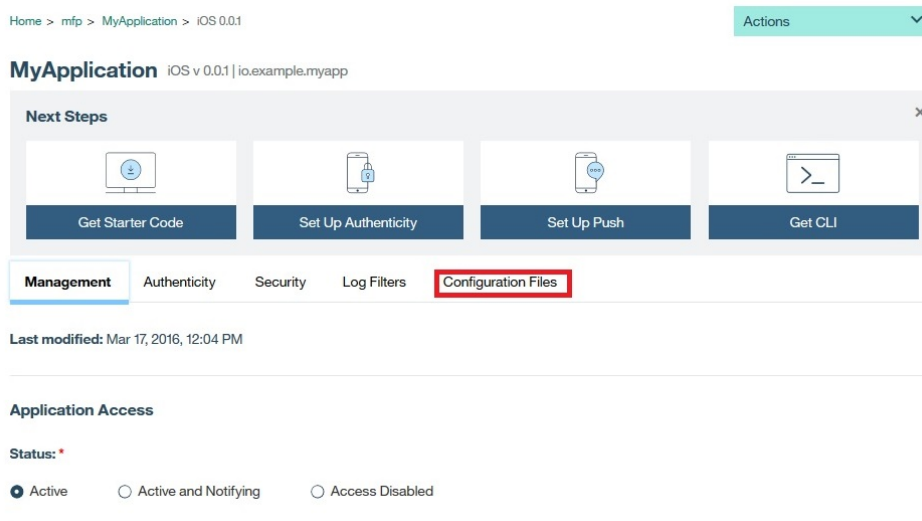 Home > mfp > MyApplication > iOS 0.0.1
Actions
MyApplication iOS v 0.0.1 | io.example.myapp
Next Steps
Get Starter Code
Set Up Authenticity
Set Up Push
Get CLI
Management Authenticity Security Log Filters Configuration Files
Last modified: Mar 17, 2016, 12:04 PM
Application Access
Status: *
Active Active and Notifying Access Disabled